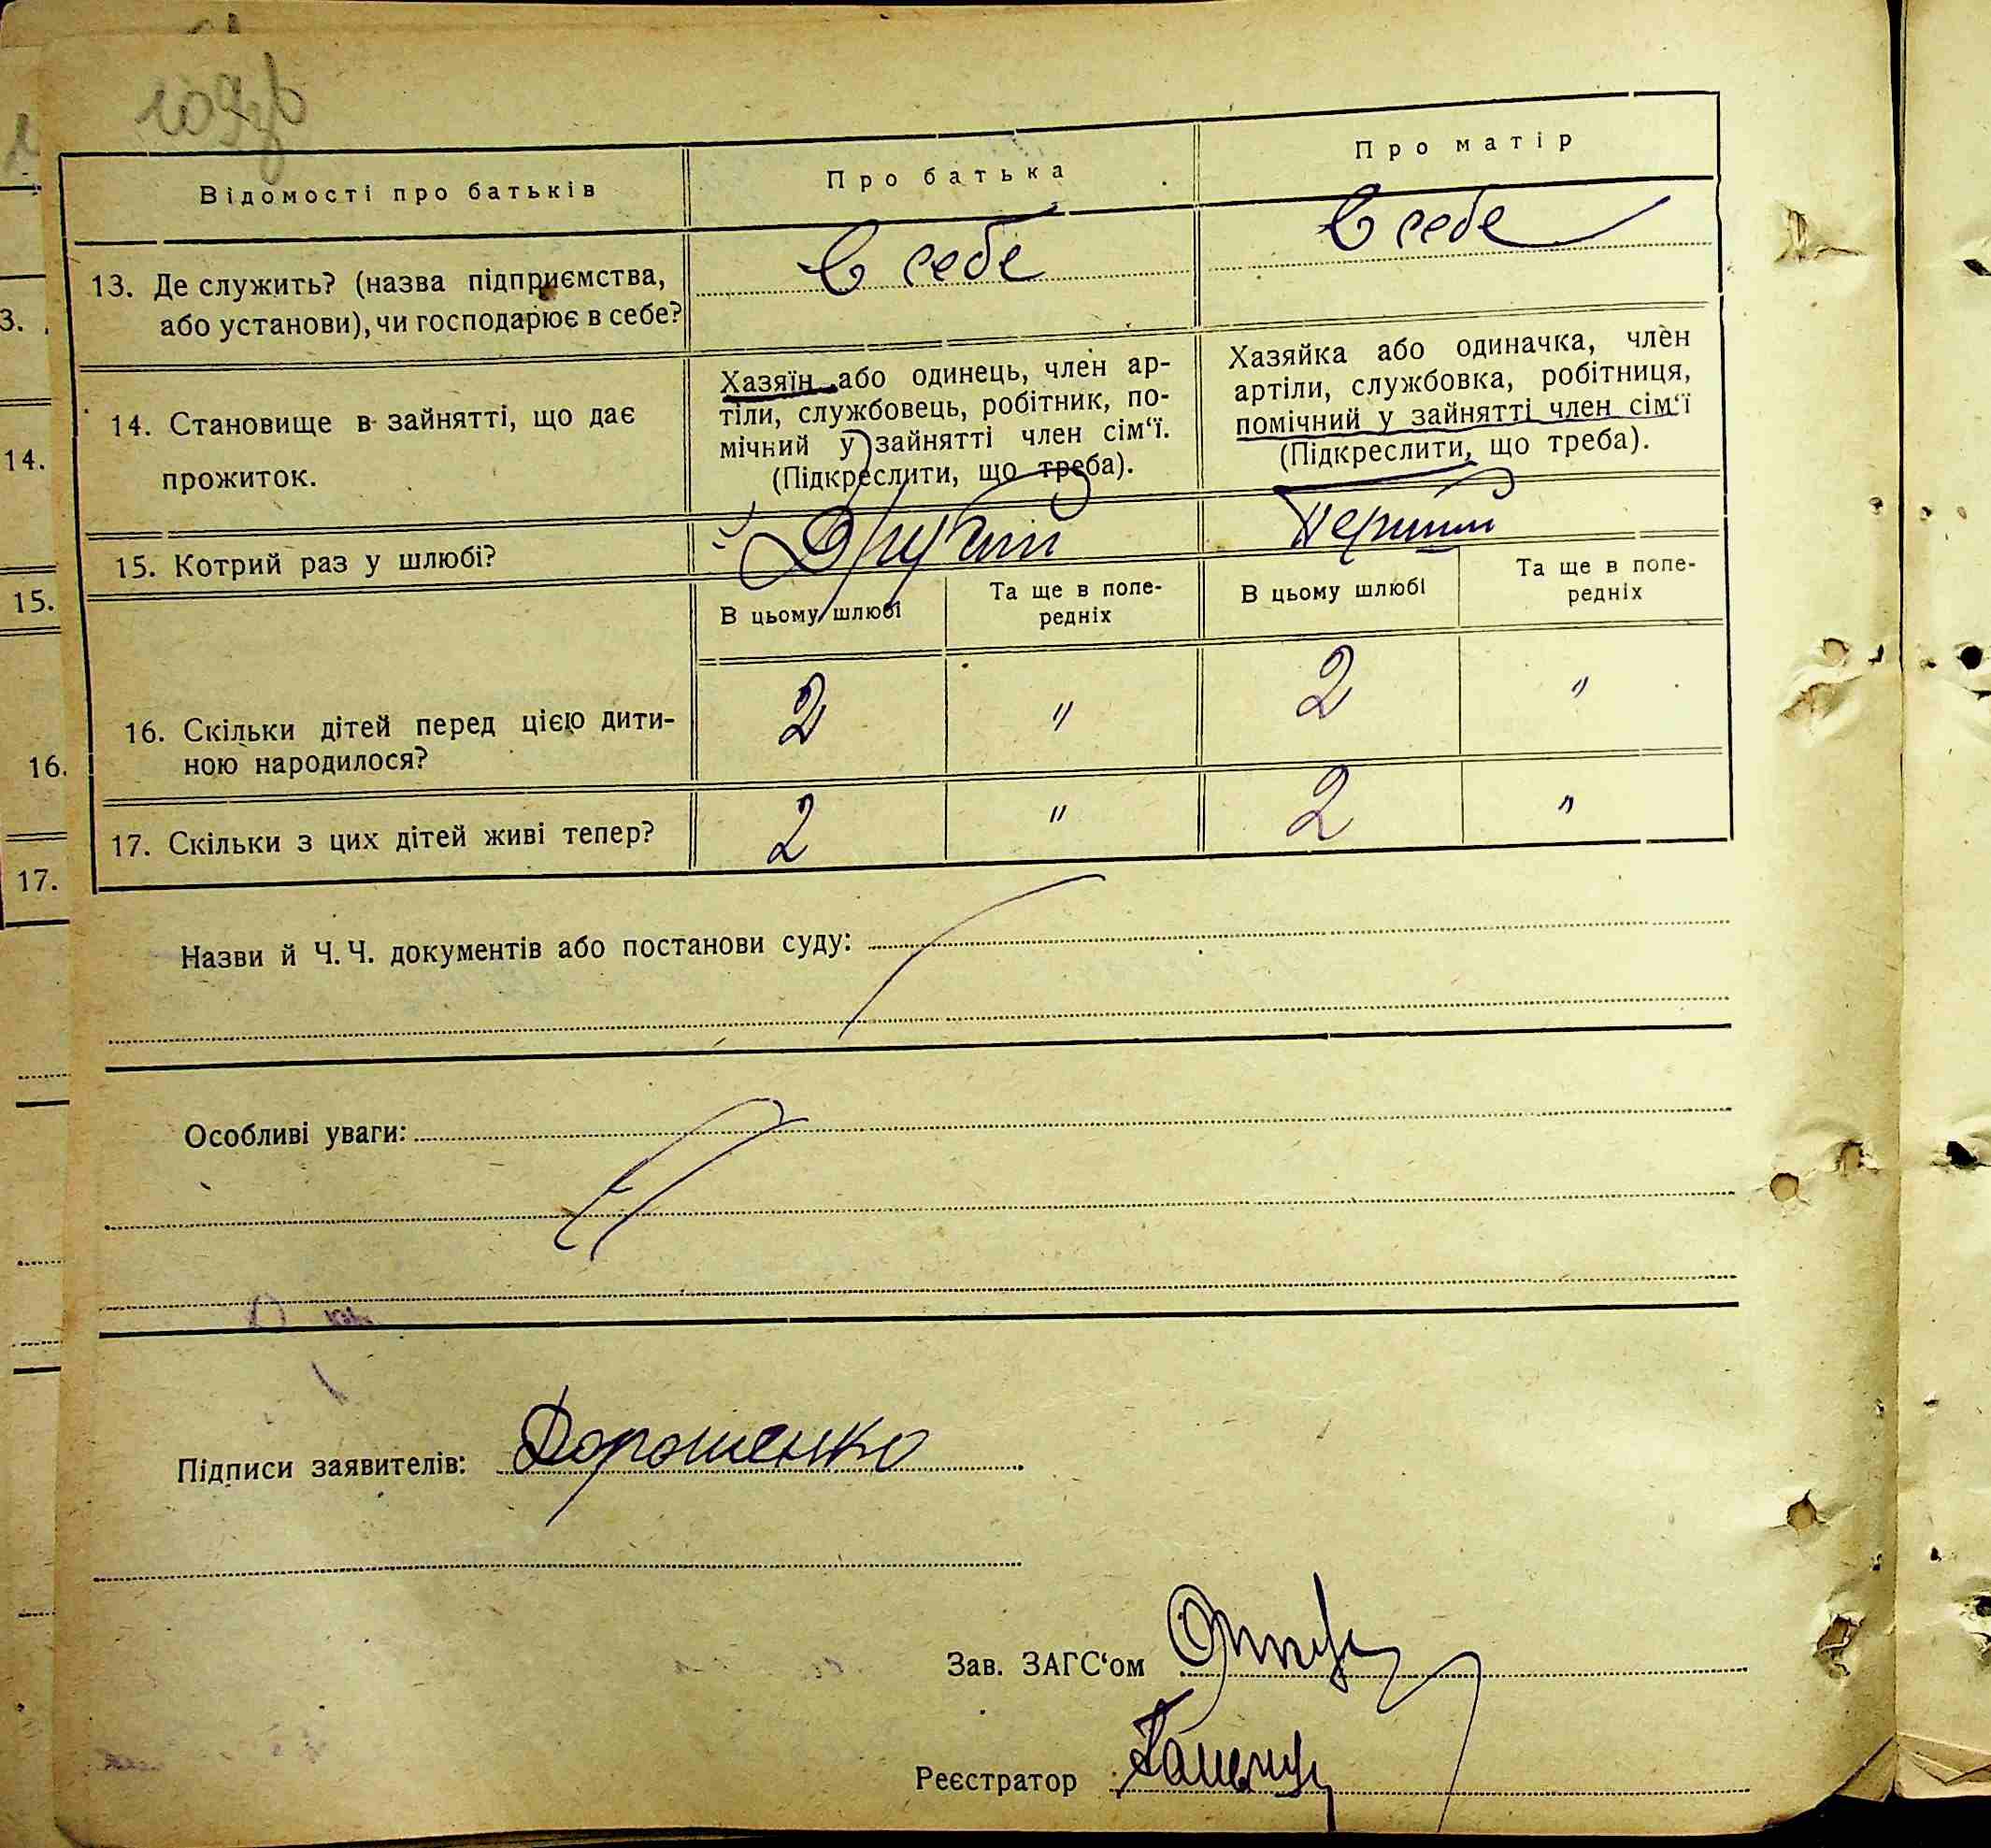 Відомості про батьків
Про батька
Про матір
13. Де служить? (назва підприємства,
або установи), чи господарює в себе?
в себе
в себе
14. Становище в зайнятті, що дає
прожиток.
Хазяїн або одинець, член ар-
тіли, службовець, робітник, по-
мічний у зайнятті член сім‘ї.
(Підкреслити, що треба).
Хазяйка або одиначка, член
артіли, службовка, робітниця,
помічний у зайнятті член сім‘ї
(Підкреслити, що треба).
15. Котрий раз у шлюбі?
Другий
Перший
В цьому шлюбі
Та ще в попе-
редніх
В цьому шлюбі
Та ще в попе-
редніх
16. Скільки дітей перед цією дити-
ною народилося?
2
"
2
"
17. Скільки з цих дітей живі тепер?
2
"
2
"
Назви й Ч. Ч. документів або постанови суду:
Особливі уваги:
Підписи заявителів: Дорошенко
Зав. ЗАГС‘ом
Реєстратор
3.
14.
15.
16.
17.